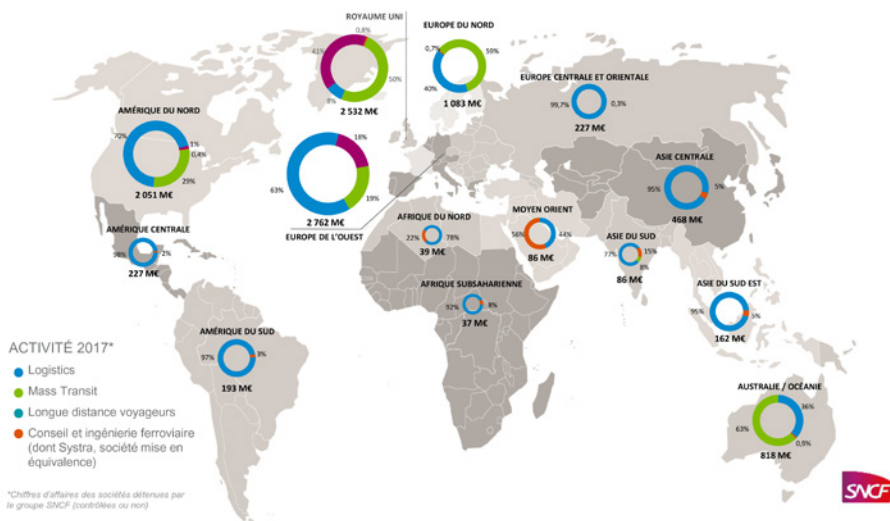 ROYAUME UNI
0,8%
41%
50%
8%
2 532 M€
EUROPE DU NORD
0,7%
59%
40%
1 083 M€
EUROPE CENTRALE ET ORIENTALE
99,7%
0,3%
227 M€
AMÉRIQUE DU NORD
70%
1%
0,4%
29%
2 051 M€
18%
63%
19%
2 762 M€
EUROPE DE L'OUEST
ASIE CENTRALE
95%
5%
468 M€
AMÉRIQUE CENTRALE
98%
2%
227 M€
AFRIQUE DU NORD
22%
78%
39 M€
MOYEN ORIENT
56%
44%
86 M€
ASIE DU SUD
77%
15%
8%
86 M€
AFRIQUE SUBSAHARIENNE
92%
8%
37 M€
ASIE DU SUD EST
95%
5%
162 M€
AMÉRIQUE DU SUD
97%
3%
193 M€
AUSTRALIE / OCÉANIE
36%
63%
0,9%
818 M€
ACTIVITÉ 2017*
Logistics
Mass Transit
Longue distance voyageurs
Conseil et ingénierie ferroviaire
(dont Systra, société mise en
équivalence)
*Chiffres d'affaires des sociétés détenues par
le groupe SNCF (contrôlées ou non)
SNCF